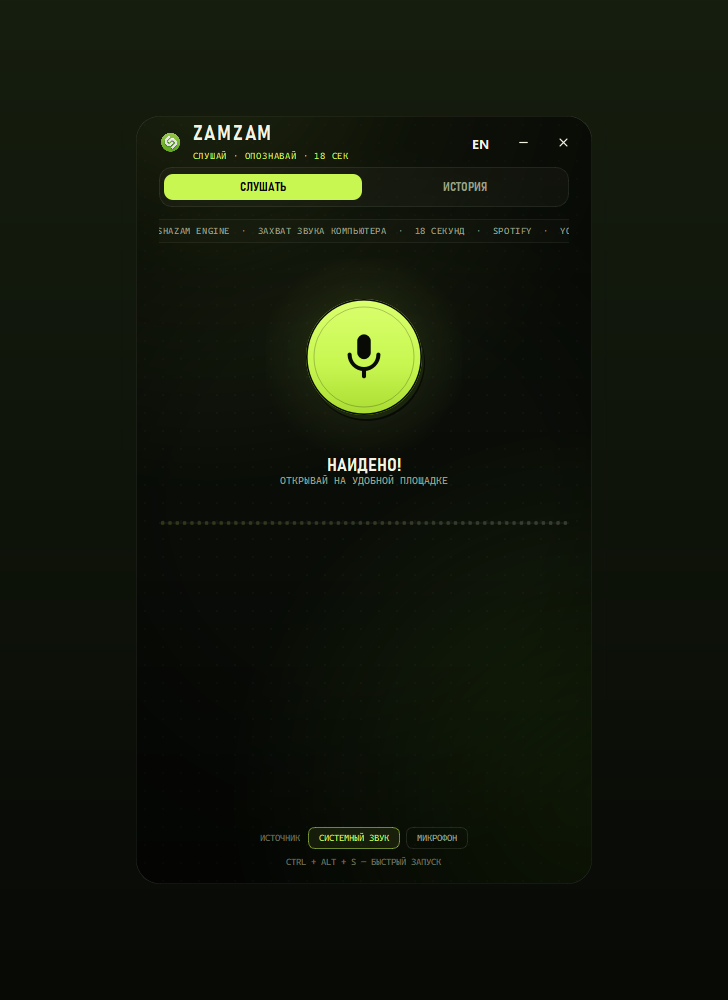 ZAMZAM
СЛУШАЙ · ОПОЗНАВАЙ · 18 СЕК
EN
СЛУШАТЬ
ИСТОРИЯ
SHAZAM ENGINE · ЗАХВАТ ЗВУКА КОМПЬЮТЕРА · 18 СЕКУНД · SPOTIFY · YO
НАЙДЕНО!
ОТКРЫВАЙ НА УДОБНОЙ ПЛОЩАДКЕ
ИСТОЧНИК СИСТЕМНЫЙ ЗВУК МИКРОФОН
CTRL + ALT + S — БЫСТРЫЙ ЗАПУСК